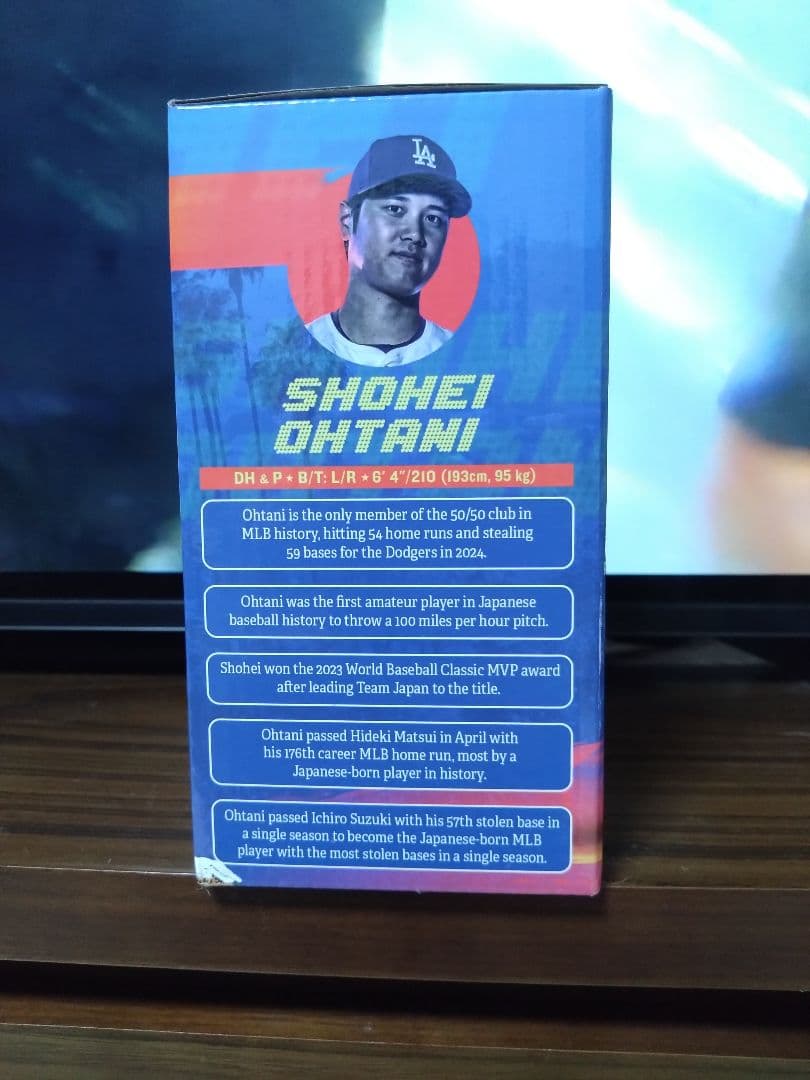 LA
SHOHEI
OHTANI
DH & P ★ B/T: L/R ★ 6' 4"/210 (193cm, 95 kg)
Ohtani is the only member of the 50/50 club in
MLB history, hitting 54 home runs and stealing
59 bases for the Dodgers in 2024.
Ohtani was the first amateur player in Japanese
baseball history to throw a 100 miles per hour pitch.
Shohei won the 2023 World Baseball Classic MVP award
after leading Team Japan to the title.
Ohtani passed Hideki Matsui in April with
his 176th career MLB home run, most by a
Japanese-born player in history.
Ohtani passed Ichiro Suzuki with his 57th stolen base in
a single season to become the Japanese-born MLB
player with the most stolen bases in a single season.